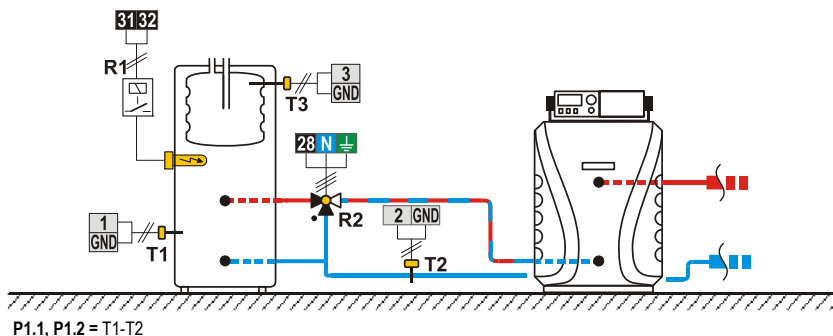 31 32
R1
3
GND
T3
28 N
R2
1
GND
T1
2 GND
T2
P1.1, P1.2 = T1-T2